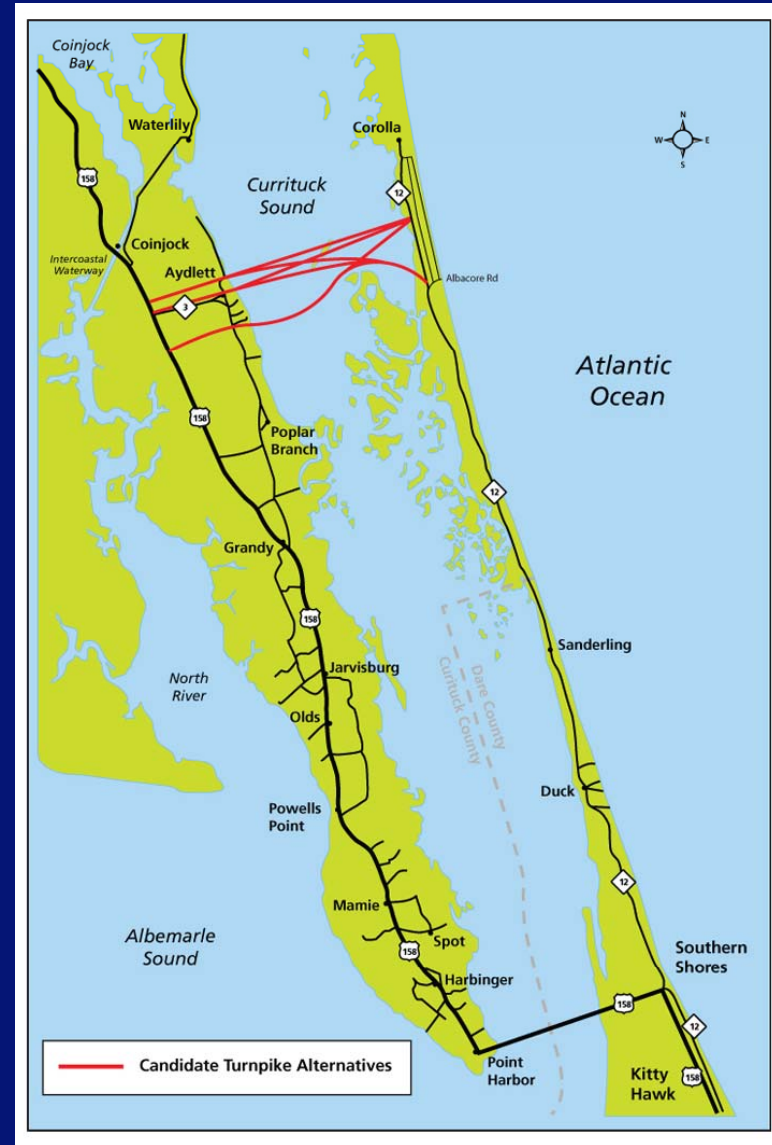 Coinjock
Bay
Waterlily
Corolla
N
W
E
S
158
12
Currituck
Sound
Coinjock
Intercoastal
Waterway
Aydlett
Albacore Rd
3
Atlantic
Ocean
158
Poplar
Branch
12
Grandy
158
Sanderling
Jarvisburg
North
River
Dare County
Curituck County
Olds
Duck
Powells
Point
12
Mamie
Albemarle
Sound
Spot
158
Southern
Shores
Harbinger
158
12
Point
Harbor
Kitty
Hawk
158
Candidate Turnpike Alternatives